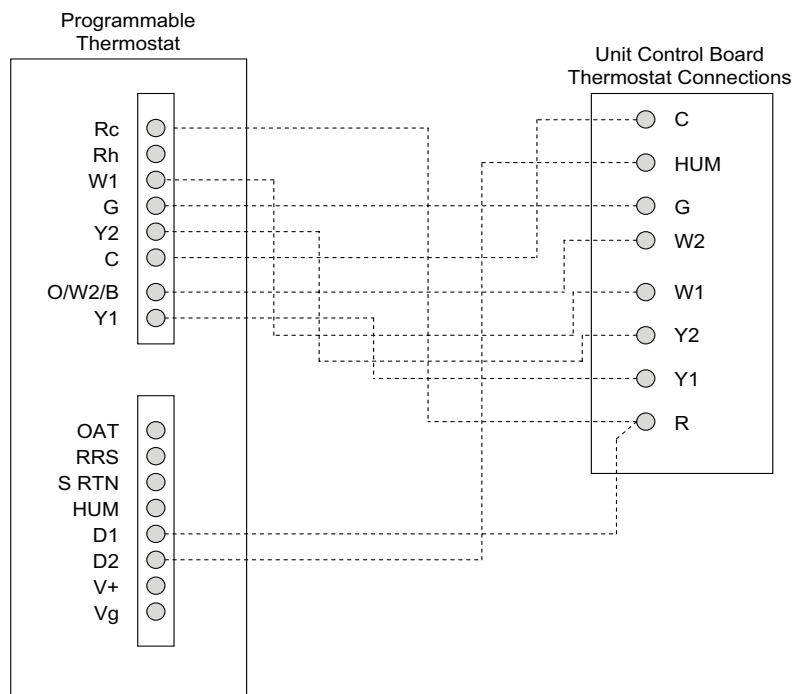 Programmable
Thermostat
Rc
Rh
W1
G
Y2
C
O/W2/B
Y1
OAT
RRS
S RTN
HUM
D1
D2
V+
Vg
Unit Control Board
Thermostat Connections
C
HUM
G
W2
W1
Y2
Y1
R